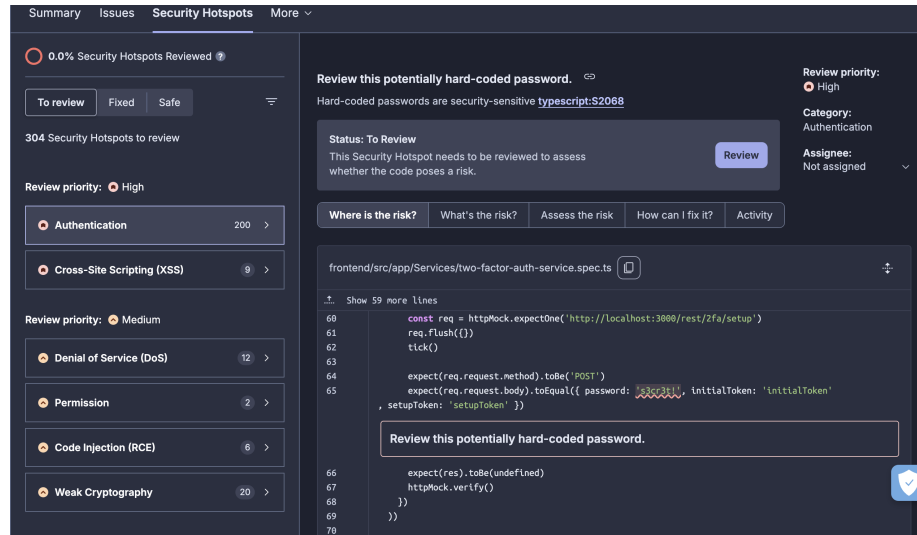 Summary Issues Security Hotspots More
0.0% Security Hotspots Reviewed ?
To review Fixed Safe
304 Security Hotspots to review
Review priority: High
Authentication 200
Cross-Site Scripting (XSS) 9
Review priority: Medium
Denial of Service (DoS) 12
Permission 2
Code Injection (RCE) 6
Weak Cryptography 20
Review this potentially hard-coded password.
Hard-coded passwords are security-sensitive typescript:S2068
Status: To Review
This Security Hotspot needs to be reviewed to assess
whether the code poses a risk.
Review
Review priority:
High
Category:
Authentication
Assignee:
Not assigned
Where is the risk? What's the risk? Assess the risk How can I fix it? Activity
frontend/src/app/Services/two-factor-auth-service.spec.ts
Show 59 more lines
60 const req = httpMock.expectOne('http://localhost:3000/rest/2fa/setup')
61 req.flush({})
62 tick()
63
64 expect(req.request.method).toBe('POST')
65 expect(req.request.body).toEqual({ password: 's3cr3t!', initialToken: 'initialToken'
, setupToken: 'setupToken' })
Review this potentially hard-coded password.
66 expect(res).toBe(undefined)
67 httpMock.verify()
68 })
69 ))
70